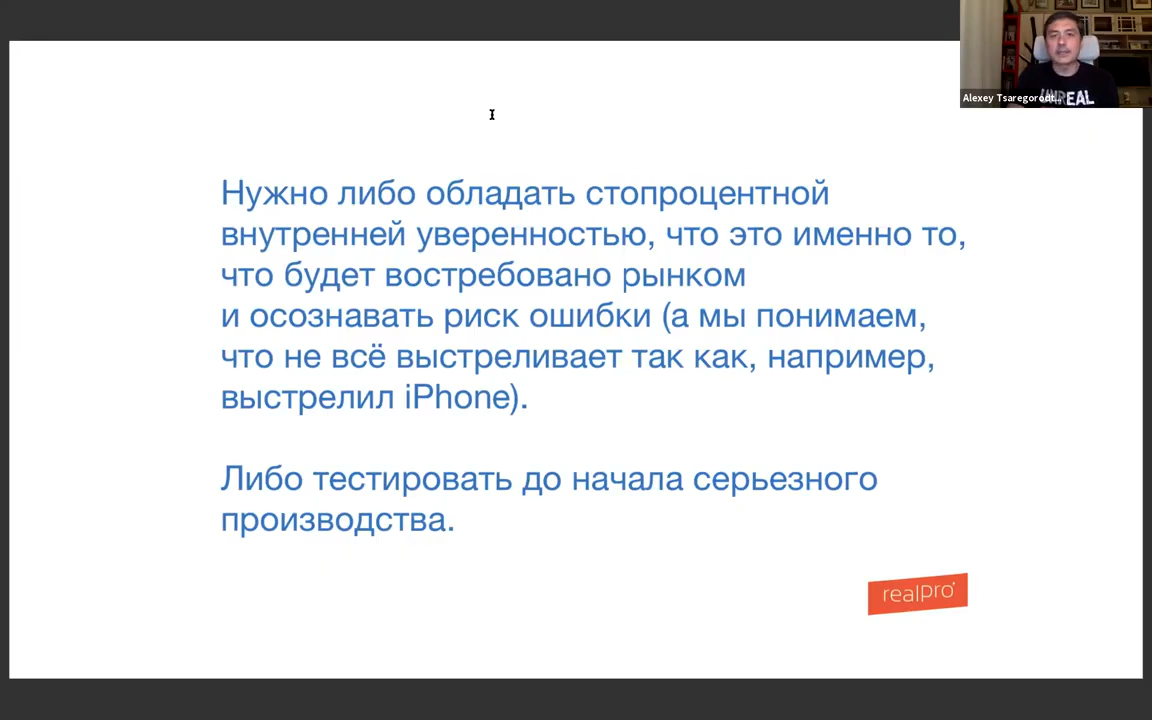 Alexey Tsaregorodt...
Нужно либо обладать стопроцентной
внутренней уверенностью, что это именно то,
что будет востребовано рынком
и осознавать риск ошибки (а мы понимаем,
что не всё выстреливает так как, например,
выстрелил iPhone).
Либо тестировать до начала серьезного
производства.
realpro